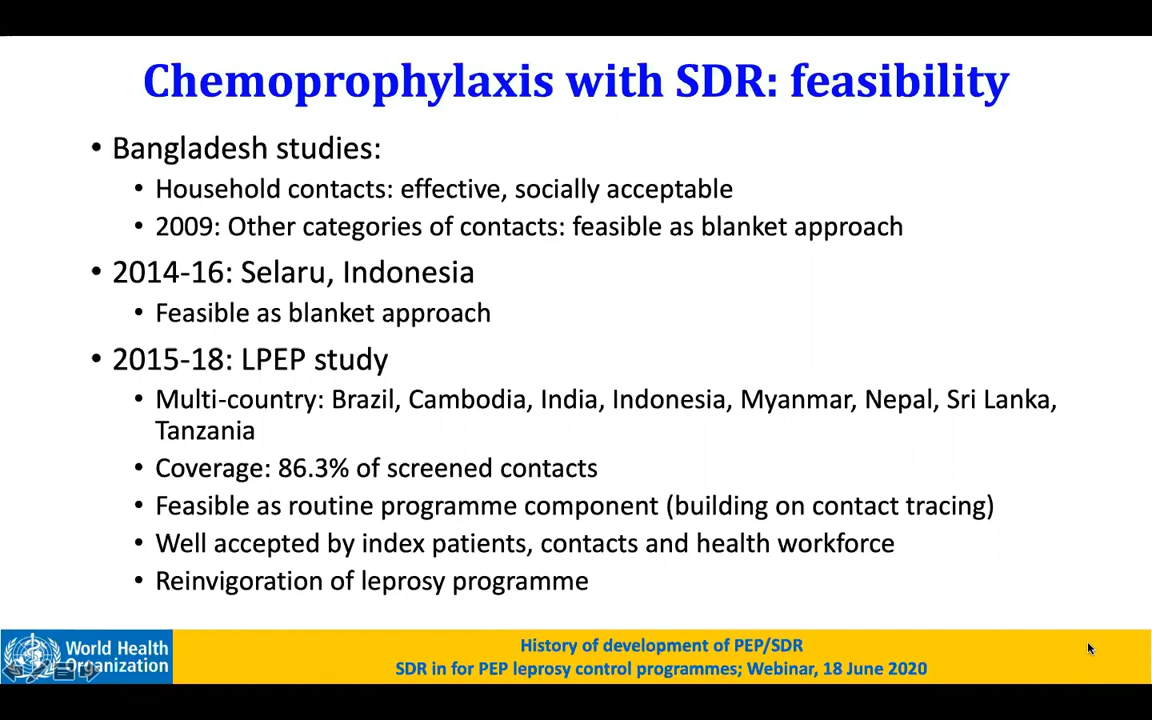 Chemoprophylaxis with SDR: feasibility
• Bangladesh studies:
• Household contacts: effective, socially acceptable
• 2009: Other categories of contacts: feasible as blanket approach
• 2014-16: Selaru, Indonesia
• Feasible as blanket approach
• 2015-18: LPEP study
• Multi-country: Brazil, Cambodia, India, Indonesia, Myanmar, Nepal, Sri Lanka,
Tanzania
• Coverage: 86.3% of screened contacts
• Feasible as routine programme component (building on contact tracing)
• Well accepted by index patients, contacts and health workforce
• Reinvigoration of leprosy programme
World Health
Organization
History of development of PEP/SDR
SDR in for PEP leprosy control programmes; Webinar, 18 June 2020